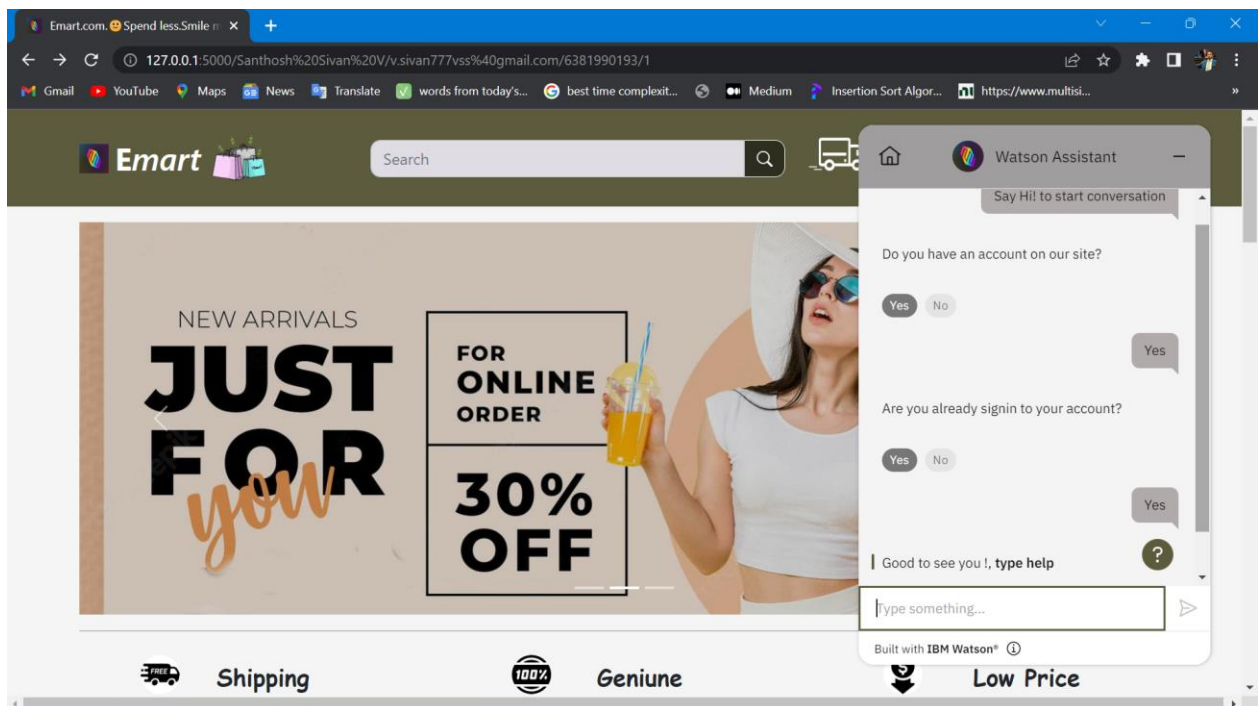 Emart.com.😊Spend less.Smile m
127.0.0.1:5000/Santhosh%20Sivan%20V/v.sivan777vss%40gmail.com/6381990193/1
Gmail YouTube Maps News Translate words from today's... best time complexit... Medium Insertion Sort Algor... https://www.multisi... »
Emart
Search
NEW ARRIVALS
JUST
FOR
you
FOR
ONLINE
ORDER
30%
OFF
FREE
Shipping
100%
Geniune
Low Price
Watson Assistant
Say Hi! to start conversation
Do you have an account on our site?
Yes No
Yes
Are you already signin to your account?
Yes No
Yes
Good to see you !, type help
?
Type something...
Built with IBM Watson®